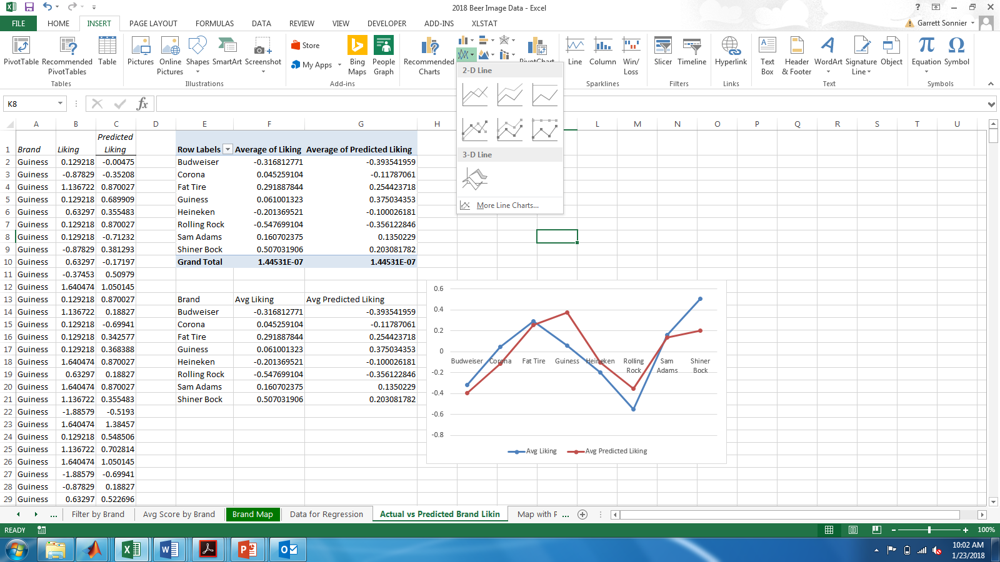 2018 Beer Image Data - Excel
FILE HOME INSERT PAGE LAYOUT FORMULAS DATA REVIEW VIEW DEVELOPER ADD-INS XLSTAT Garrett Sonnier
PivotTable Recommended PivotTables Table
Tables
Pictures Online Pictures Shapes SmartArt Screenshot
Illustrations
Store
My Apps
Bing Maps People Graph
Add-ins
Recommended Charts
PivotChart
Line Column Win/Loss
Sparklines
Slicer Timeline
Filters
Hyperlink
Links
Text Box Header & Footer WordArt Signature Line Object
Text
Equation Symbol
Symbols
2-D Line
3-D Line
More Line Charts...
K8
fx
A B C D E F G H L M N O P Q R S T U
1 Brand Liking Predicted Liking Row Labels Average of Liking Average of Predicted Liking
2 Guiness 0.129218 -0.00475 Budweiser -0.316812771 -0.393541959
3 Guiness -0.87829 -0.35208 Corona 0.045259104 -0.11787061
4 Guiness 1.136722 0.870027 Fat Tire 0.291887844 0.254423718
5 Guiness 0.129218 0.689909 Guiness 0.061001323 0.375034353
6 Guiness 0.63297 0.355483 Heineken -0.201369521 -0.100026181
7 Guiness 0.129218 0.870027 Rolling Rock -0.547699104 -0.356122846
8 Guiness 0.129218 -0.71232 Sam Adams 0.160702375 0.1350229
9 Guiness -0.87829 0.381293 Shiner Bock 0.507031906 0.203081782
10 Guiness 0.63297 -0.17197 Grand Total 1.44531E-07 1.44531E-07
11 Guiness -0.37453 0.50979
12 Guiness 1.640474 1.050145
13 Guiness 0.129218 0.870027 Brand Avg Liking Avg Predicted Liking
14 Guiness 1.136722 0.18827 Budweiser -0.316812771 -0.393541959
15 Guiness 0.129218 -0.69941 Corona 0.045259104 -0.11787061
16 Guiness 0.129218 0.342577 Fat Tire 0.291887844 0.254423718
17 Guiness 0.129218 0.368388 Guiness 0.061001323 0.375034353
18 Guiness 1.640474 0.870027 Heineken -0.201369521 -0.100026181
19 Guiness 0.63297 0.18827 Rolling Rock -0.547699104 -0.356122846
20 Guiness 1.640474 0.870027 Sam Adams 0.160702375 0.1350229
21 Guiness 1.136722 0.355483 Shiner Bock 0.507031906 0.203081782
22 Guiness -1.88579 -0.5193
23 Guiness 1.640474 1.38457
24 Guiness 0.129218 0.548506
25 Guiness 1.136722 0.702814
26 Guiness 1.640474 1.050145
27 Guiness -1.88579 -0.69941
28 Guiness -0.87829 0.18827
29 Guiness 0.63297 0.522696
0.6
0.4
0.2
0
-0.2
-0.4
-0.6
-0.8
Budweiser Corona Fat Tire Guiness Heineken Rolling Rock Sam Adams Shiner Bock
Avg Liking Avg Predicted Liking
... Filter by Brand Avg Score by Brand Brand Map Data for Regression Actual vs Predicted Brand Likin Map with P ...
READY 100%
10:02 AM
1/23/2018